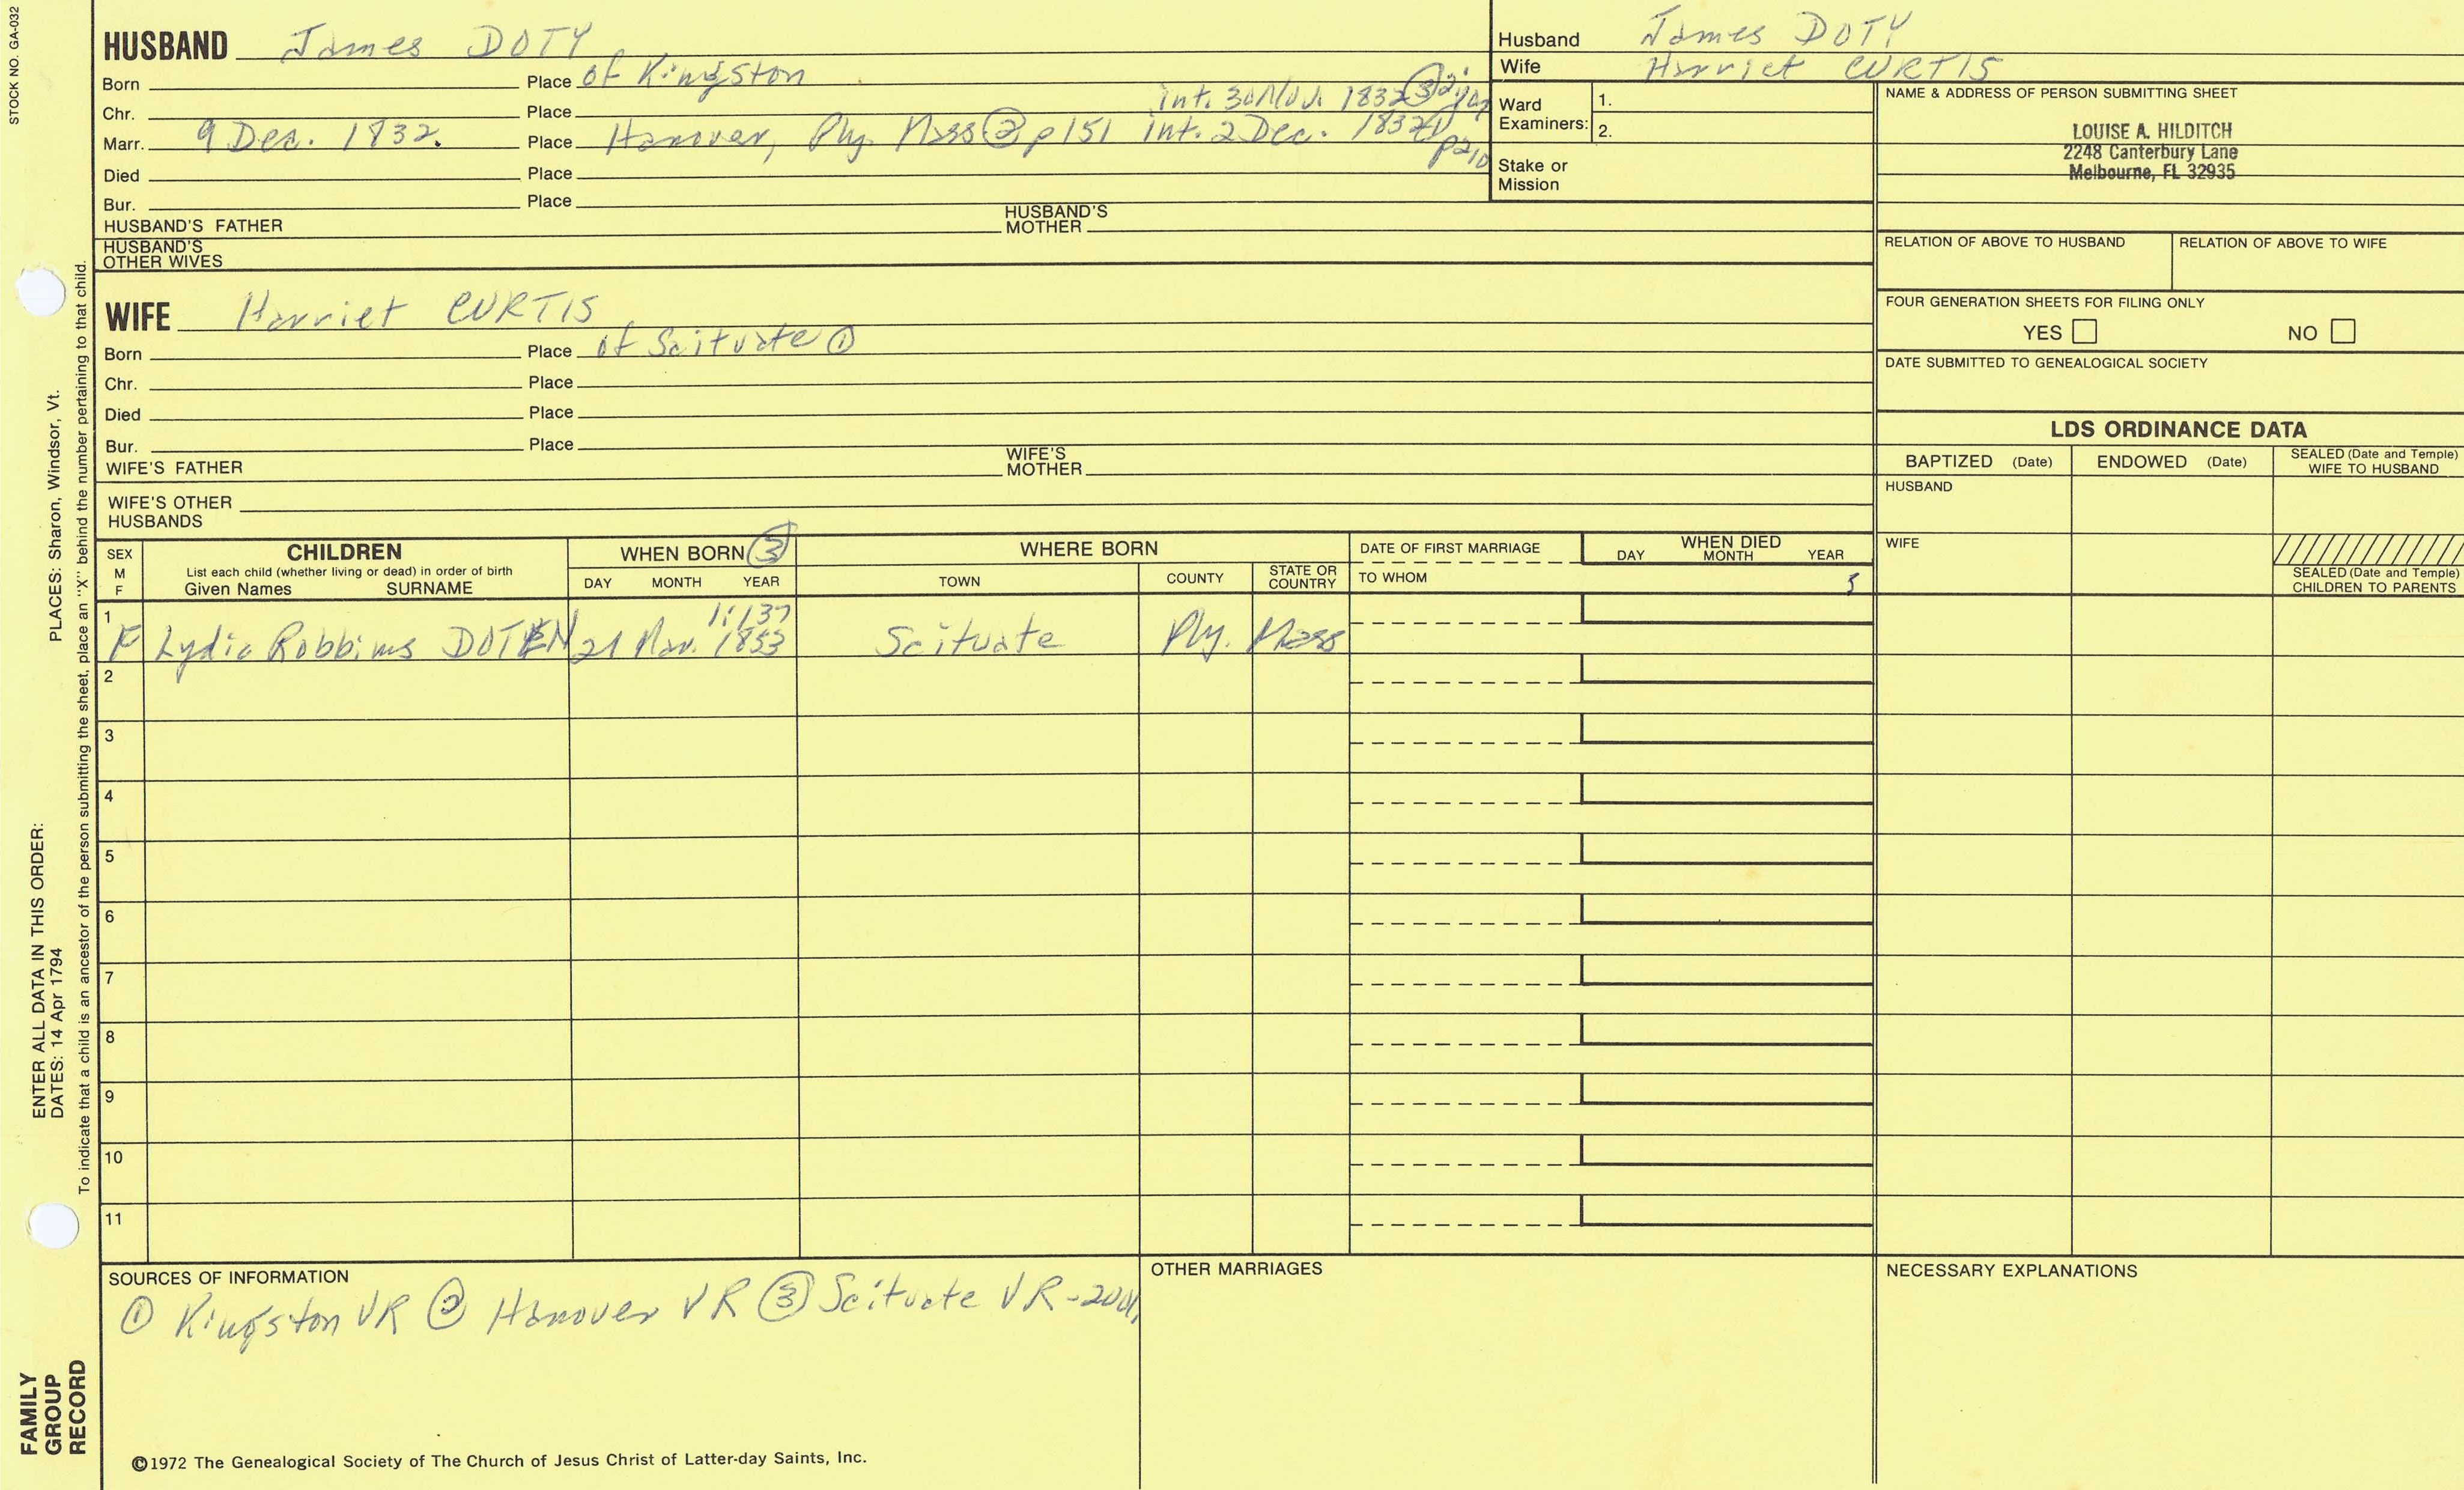 STOCK NO. GA-032
HUSBAND James DOTY
Born Place of Kingston
Chr. Place Int. 30 Nov. 1832 ③
Marr. 9 Dec. 1832. Place Hanover, Ply. Mass ② p151 int. 2 Dec. 1832 p210
Died Place
Bur. Place
HUSBAND'S FATHER HUSBAND'S MOTHER
HUSBAND'S OTHER WIVES
Husband James DOTY
Wife Harriet CURTIS
Ward Examiners: 1.
2.
Stake or Mission
NAME & ADDRESS OF PERSON SUBMITTING SHEET
LOUISE A. HILDITCH
2248 Canterbury Lane
Melbourne, FL 32935
RELATION OF ABOVE TO HUSBAND RELATION OF ABOVE TO WIFE
FOUR GENERATION SHEETS FOR FILING ONLY
YES NO
DATE SUBMITTED TO GENEALOGICAL SOCIETY
WIFE Harriet CURTIS
Born Place of Scituate ①
Chr. Place
Died Place
Bur. Place
WIFE'S FATHER WIFE'S MOTHER
WIFE'S OTHER HUSBANDS
LDS ORDINANCE DATA
BAPTIZED (Date) ENDOWED (Date) SEALED (Date and Temple) WIFE TO HUSBAND
HUSBAND
WIFE
SEALED (Date and Temple) CHILDREN TO PARENTS
SEX M F
CHILDREN
List each child (whether living or dead) in order of birth
Given Names SURNAME
WHEN BORN ③
DAY MONTH YEAR
WHERE BORN
TOWN COUNTY STATE OR COUNTRY
DATE OF FIRST MARRIAGE
TO WHOM
WHEN DIED
DAY MONTH YEAR
1 1:137
F Lydia Robbins DOTEN 21 Mar. 1853 Scituate Ply. Mass
2
3
4
5
6
7
8
9
10
11
SOURCES OF INFORMATION
① Kingston VR ② Hanover VR ③ Scituate VR-
OTHER MARRIAGES
NECESSARY EXPLANATIONS
©1972 The Genealogical Society of The Church of Jesus Christ of Latter-day Saints, Inc.
FAMILY
GROUP
RECORD
ENTER ALL DATA IN THIS ORDER:
DATES: 14 Apr 1794
PLACES: Sharon, Windsor, Vt.
To indicate that a child is an ancestor of the person submitting the sheet, place an "X" behind the number pertaining to that child.